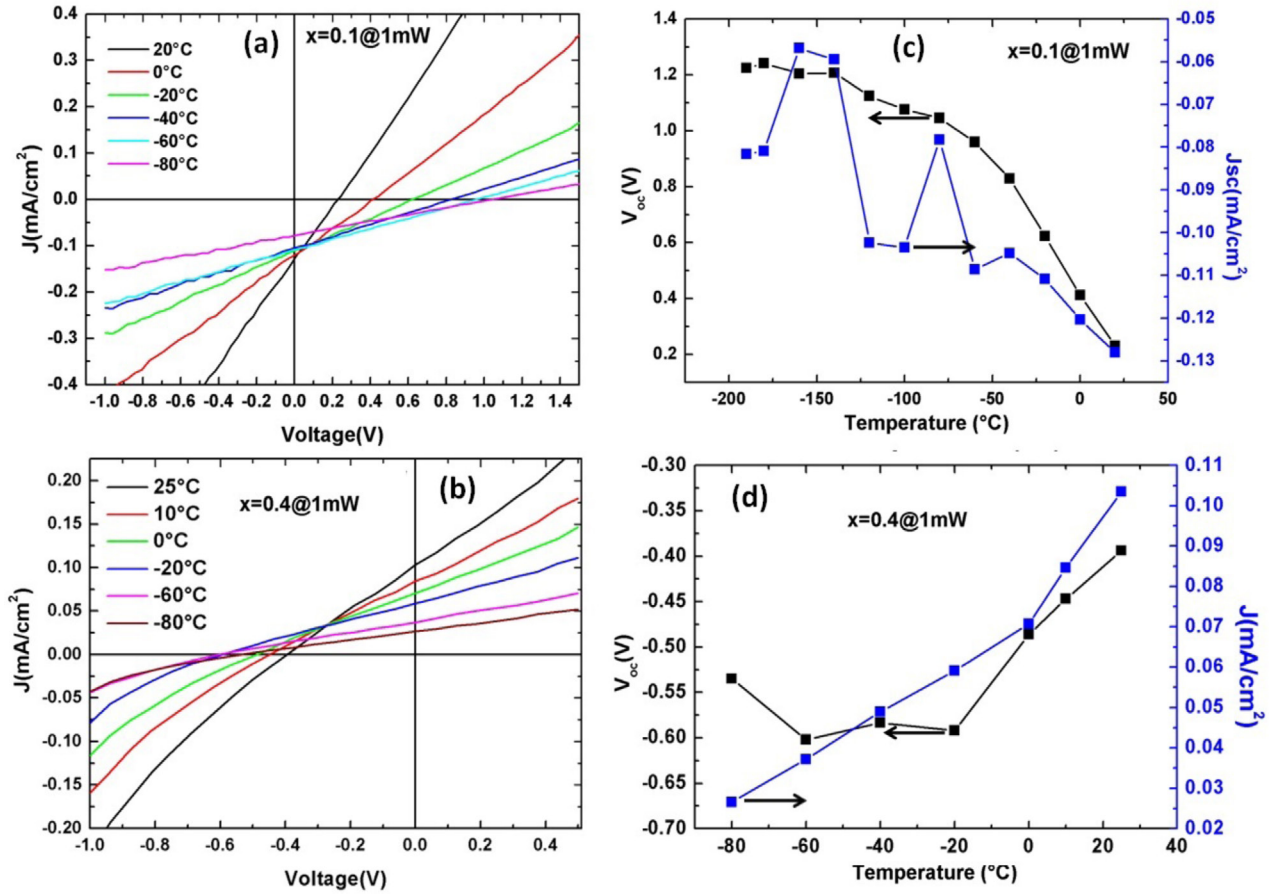 (a)
x=0.1@1mW
20°C
0°C
-20°C
-40°C
-60°C
-80°C
0.4
0.3
0.2
0.1
0.0
-0.1
-0.2
-0.3
-0.4
J(mA/cm²)
-1.0 -0.8 -0.6 -0.4 -0.2 0.0 0.2 0.4 0.6 0.8 1.0 1.2 1.4
Voltage(V)
(c)
x=0.1@1mW
1.4
1.2
1.0
0.8
0.6
0.4
0.2
Voc(V)
-0.05
-0.06
-0.07
-0.08
-0.09
-0.10
-0.11
-0.12
-0.13
Jsc(mA/cm²)
-200 -150 -100 -50 0 50
Temperature (°C)
(b)
x=0.4@1mW
25°C
10°C
0°C
-20°C
-60°C
-80°C
0.20
0.15
0.10
0.05
0.00
-0.05
-0.10
-0.15
-0.20
J(mA/cm²)
-1.0 -0.8 -0.6 -0.4 -0.2 0.0 0.2 0.4
Voltage(V)
(d)
x=0.4@1mW
-0.30
-0.35
-0.40
-0.45
-0.50
-0.55
-0.60
-0.65
-0.70
Voc(V)
0.11
0.10
0.09
0.08
0.07
0.06
0.05
0.04
0.03
0.02
J(mA/cm²)
-80 -60 -40 -20 0 20 40
Temperature (°C)